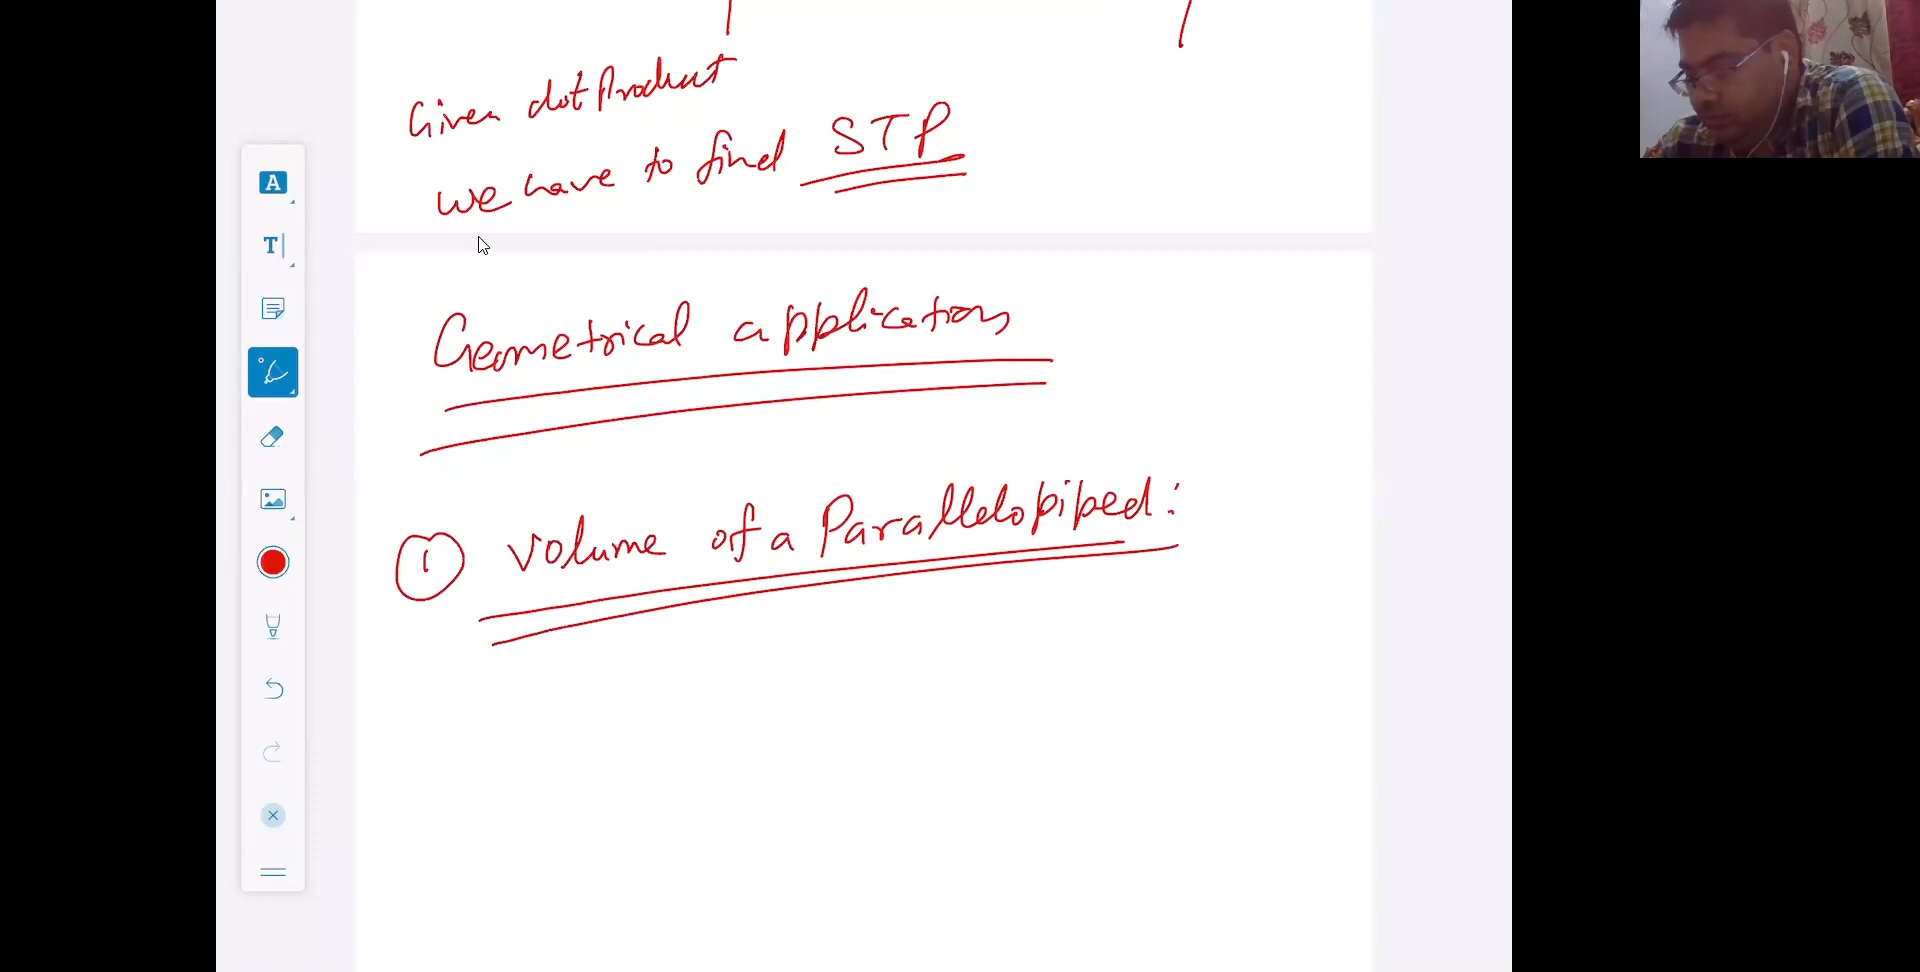 Given dot Product
we have to find STP
Geometrical applications
① volume of a Parallelopiped:
A
T